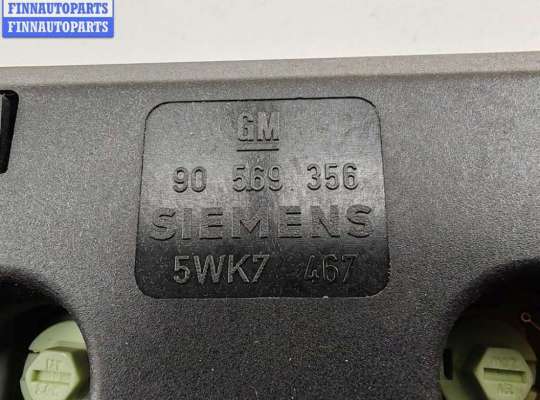 FINNAUTOPARTS
FINNAUTOPARTS
GM
90 569 356
SIEMENS
5WK7 467